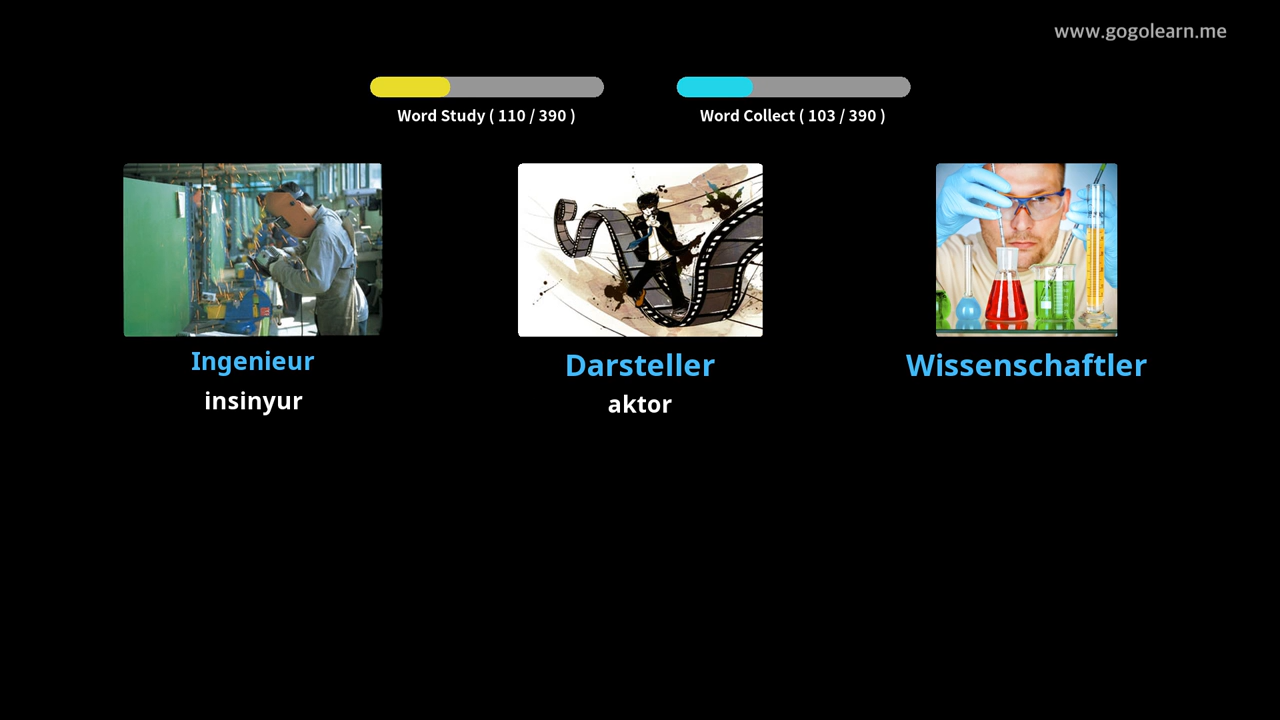 www.gogolearn.me
Word Study ( 110 / 390 )
Word Collect ( 103 / 390 )
Ingenieur
insinyur
Darsteller
aktor
Wissenschaftler